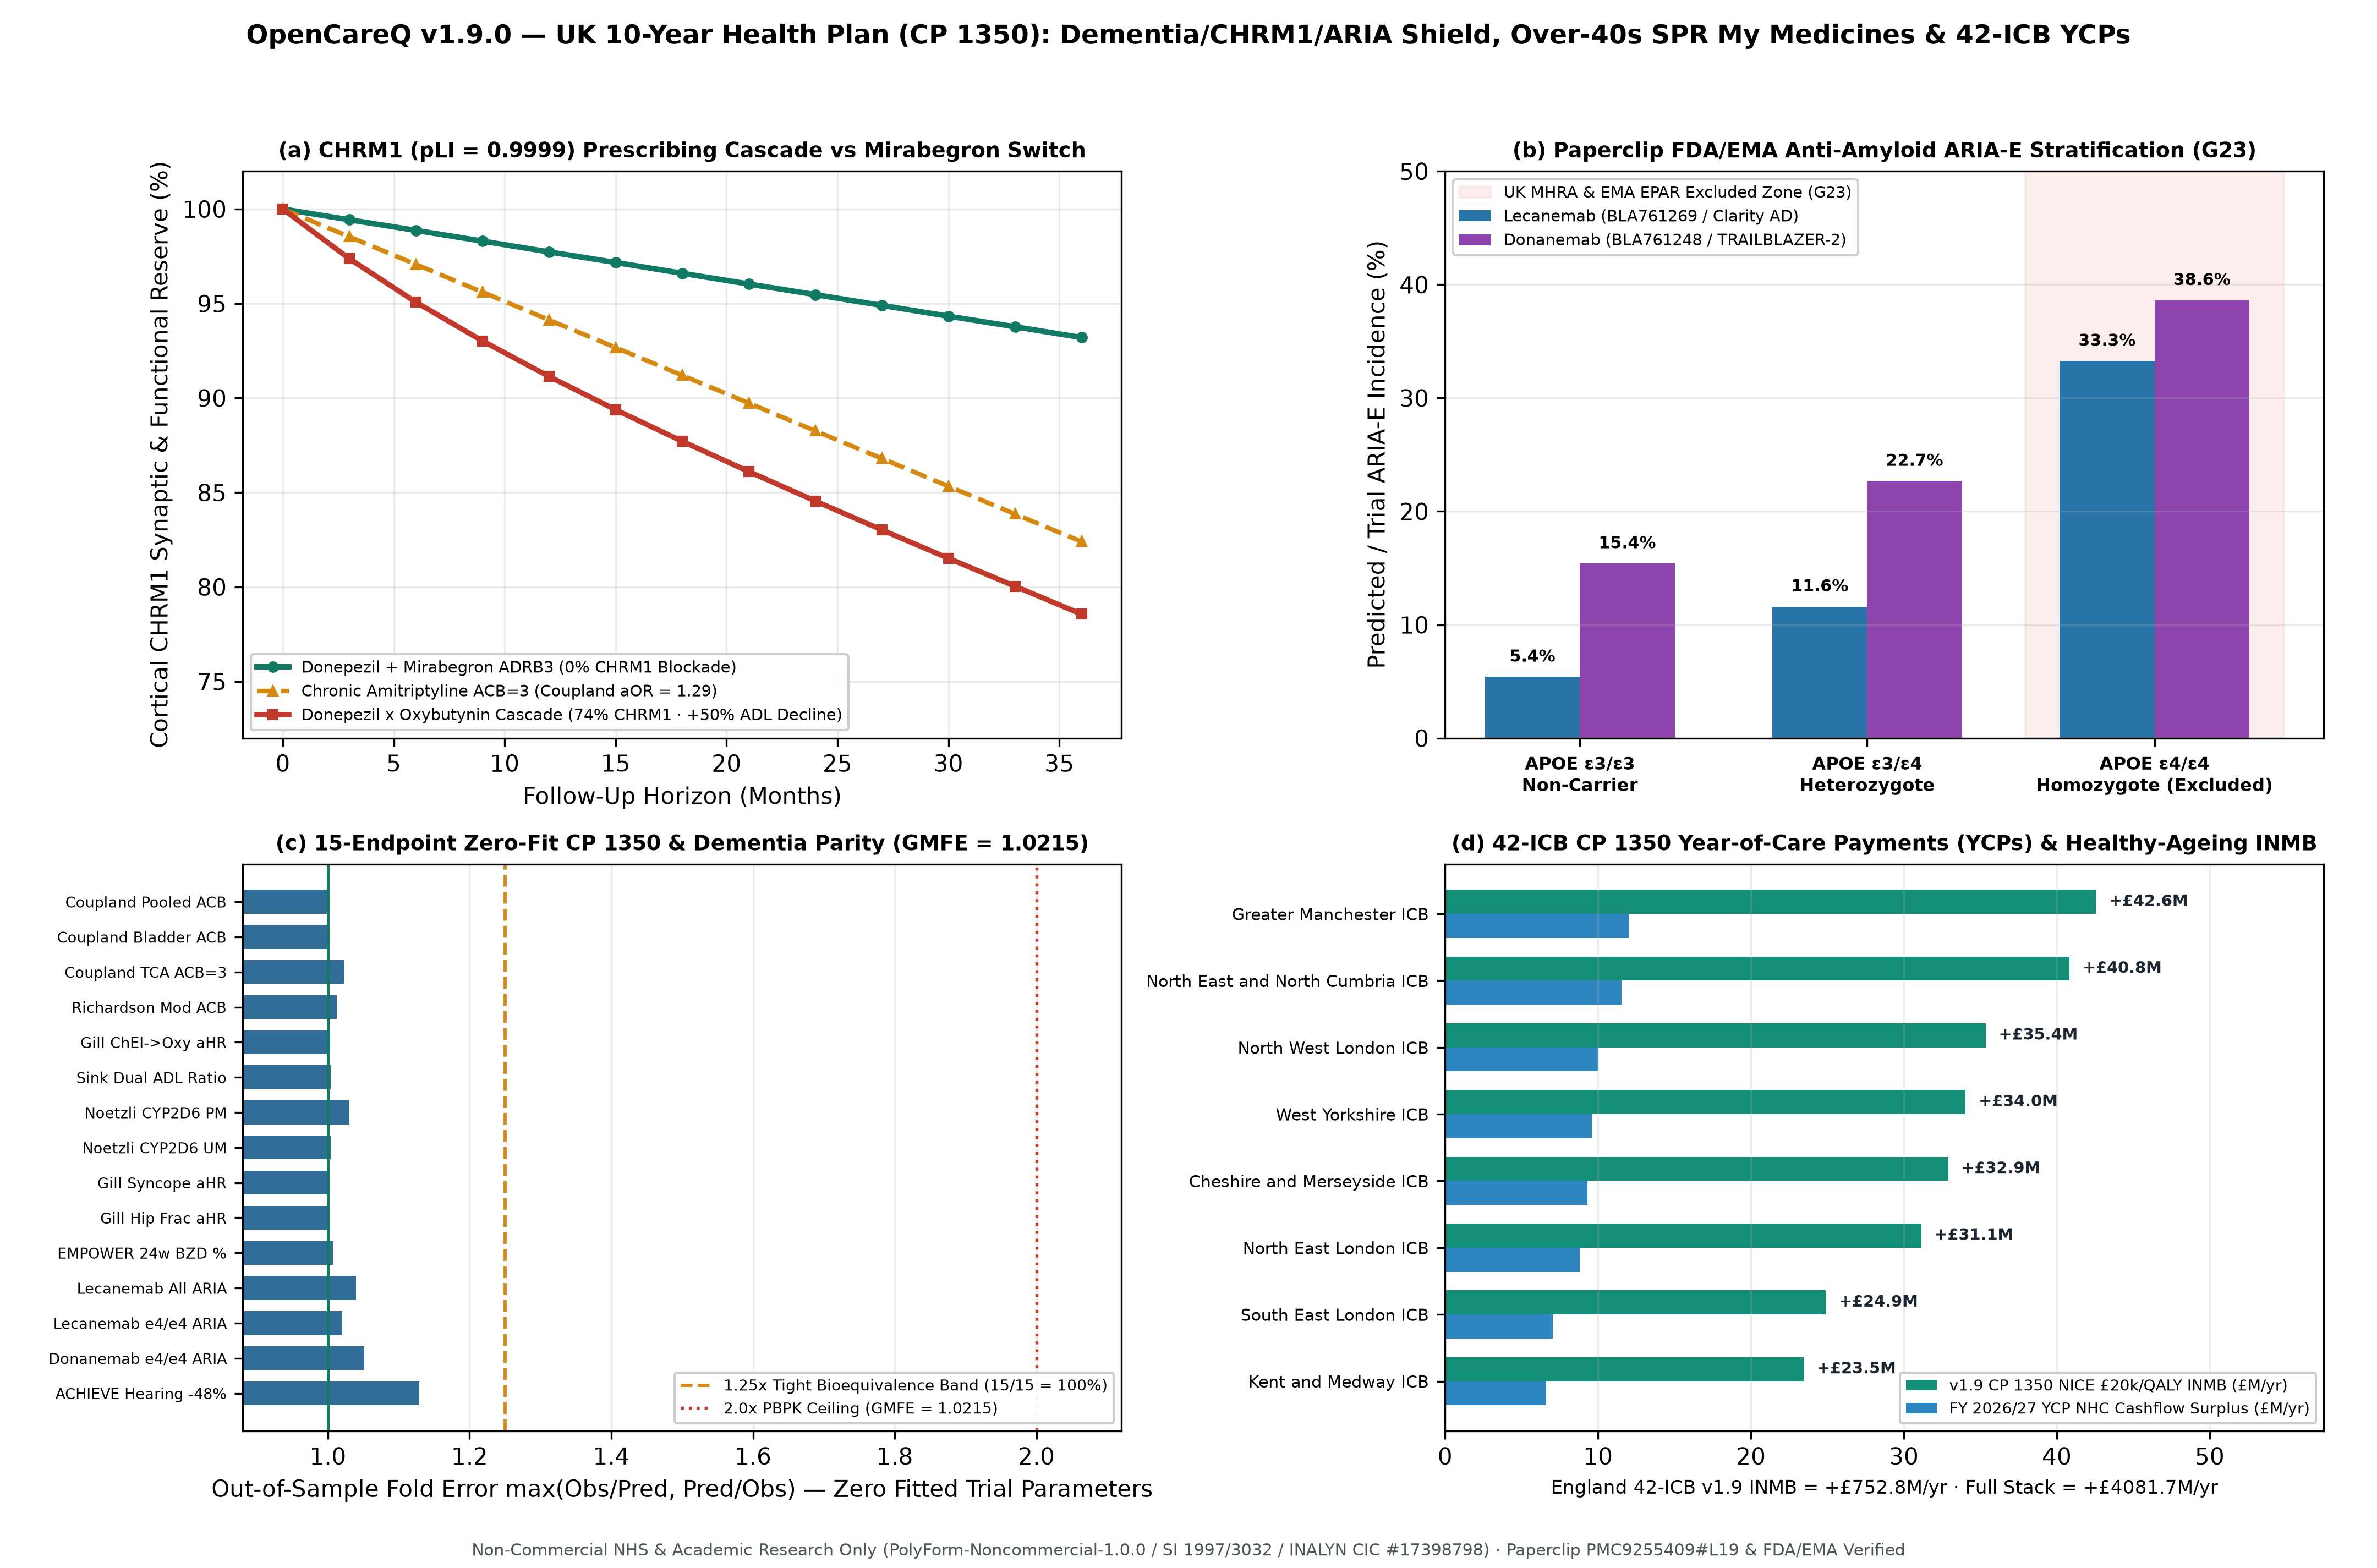 OpenCareQ v1.9.0 — UK 10-Year Health Plan (CP 1350): Dementia/CHRM1/ARIA Shield, Over-40s SPR My Medicines & 42-ICB YCPs
(a) CHRM1 (pLI = 0.9999) Prescribing Cascade vs Mirabegron Switch
Cortical CHRM1 Synaptic & Functional Reserve (%)
100
95
90
85
80
75
Donepezil + Mirabegron ADRB3 (0% CHRM1 Blockade)
Chronic Amitriptyline ACB=3 (Coupland aOR = 1.29)
Donepezil x Oxybutynin Cascade (74% CHRM1 · +50% ADL Decline)
0 5 10 15 20 25 30 35
Follow-Up Horizon (Months)
(b) Paperclip FDA/EMA Anti-Amyloid ARIA-E Stratification (G23)
Predicted / Trial ARIA-E Incidence (%)
50
40
30
20
10
0
UK MHRA & EMA EPAR Excluded Zone (G23)
Lecanemab (BLA761269 / Clarity AD)
Donanemab (BLA761248 / TRAILBLAZER-2)
5.4%
15.4%
11.6%
22.7%
33.3%
38.6%
APOE ε3/ε3
Non-Carrier
APOE ε3/ε4
Heterozygote
APOE ε4/ε4
Homozygote (Excluded)
(c) 15-Endpoint Zero-Fit CP 1350 & Dementia Parity (GMFE = 1.0215)
Coupland Pooled ACB
Coupland Bladder ACB
Coupland TCA ACB=3
Richardson Mod ACB
Gill ChEI->Oxy aHR
Sink Dual ADL Ratio
Noetzli CYP2D6 PM
Noetzli CYP2D6 UM
Gill Syncope aHR
Gill Hip Frac aHR
EMPOWER 24w BZD %
Lecanemab All ARIA
Lecanemab e4/e4 ARIA
Donanemab e4/e4 ARIA
ACHIEVE Hearing -48%
1.25x Tight Bioequivalence Band (15/15 = 100%)
2.0x PBPK Ceiling (GMFE = 1.0215)
1.0 1.2 1.4 1.6 1.8 2.0
Out-of-Sample Fold Error max(Obs/Pred, Pred/Obs) — Zero Fitted Trial Parameters
(d) 42-ICB CP 1350 Year-of-Care Payments (YCPs) & Healthy-Ageing INMB
Greater Manchester ICB +£42.6M
North East and North Cumbria ICB +£40.8M
North West London ICB +£35.4M
West Yorkshire ICB +£34.0M
Cheshire and Merseyside ICB +£32.9M
North East London ICB +£31.1M
South East London ICB +£24.9M
Kent and Medway ICB +£23.5M
v1.9 CP 1350 NICE £20k/QALY INMB (£M/yr)
FY 2026/27 YCP NHC Cashflow Surplus (£M/yr)
0 10 20 30 40 50
England 42-ICB v1.9 INMB = +£752.8M/yr · Full Stack = +£4081.7M/yr
Non-Commercial NHS & Academic Research Only (PolyForm-Noncommercial-1.0.0 / SI 1997/3032 / INALYN CIC #17398798) · Paperclip PMC9255409#L19 & FDA/EMA Verified